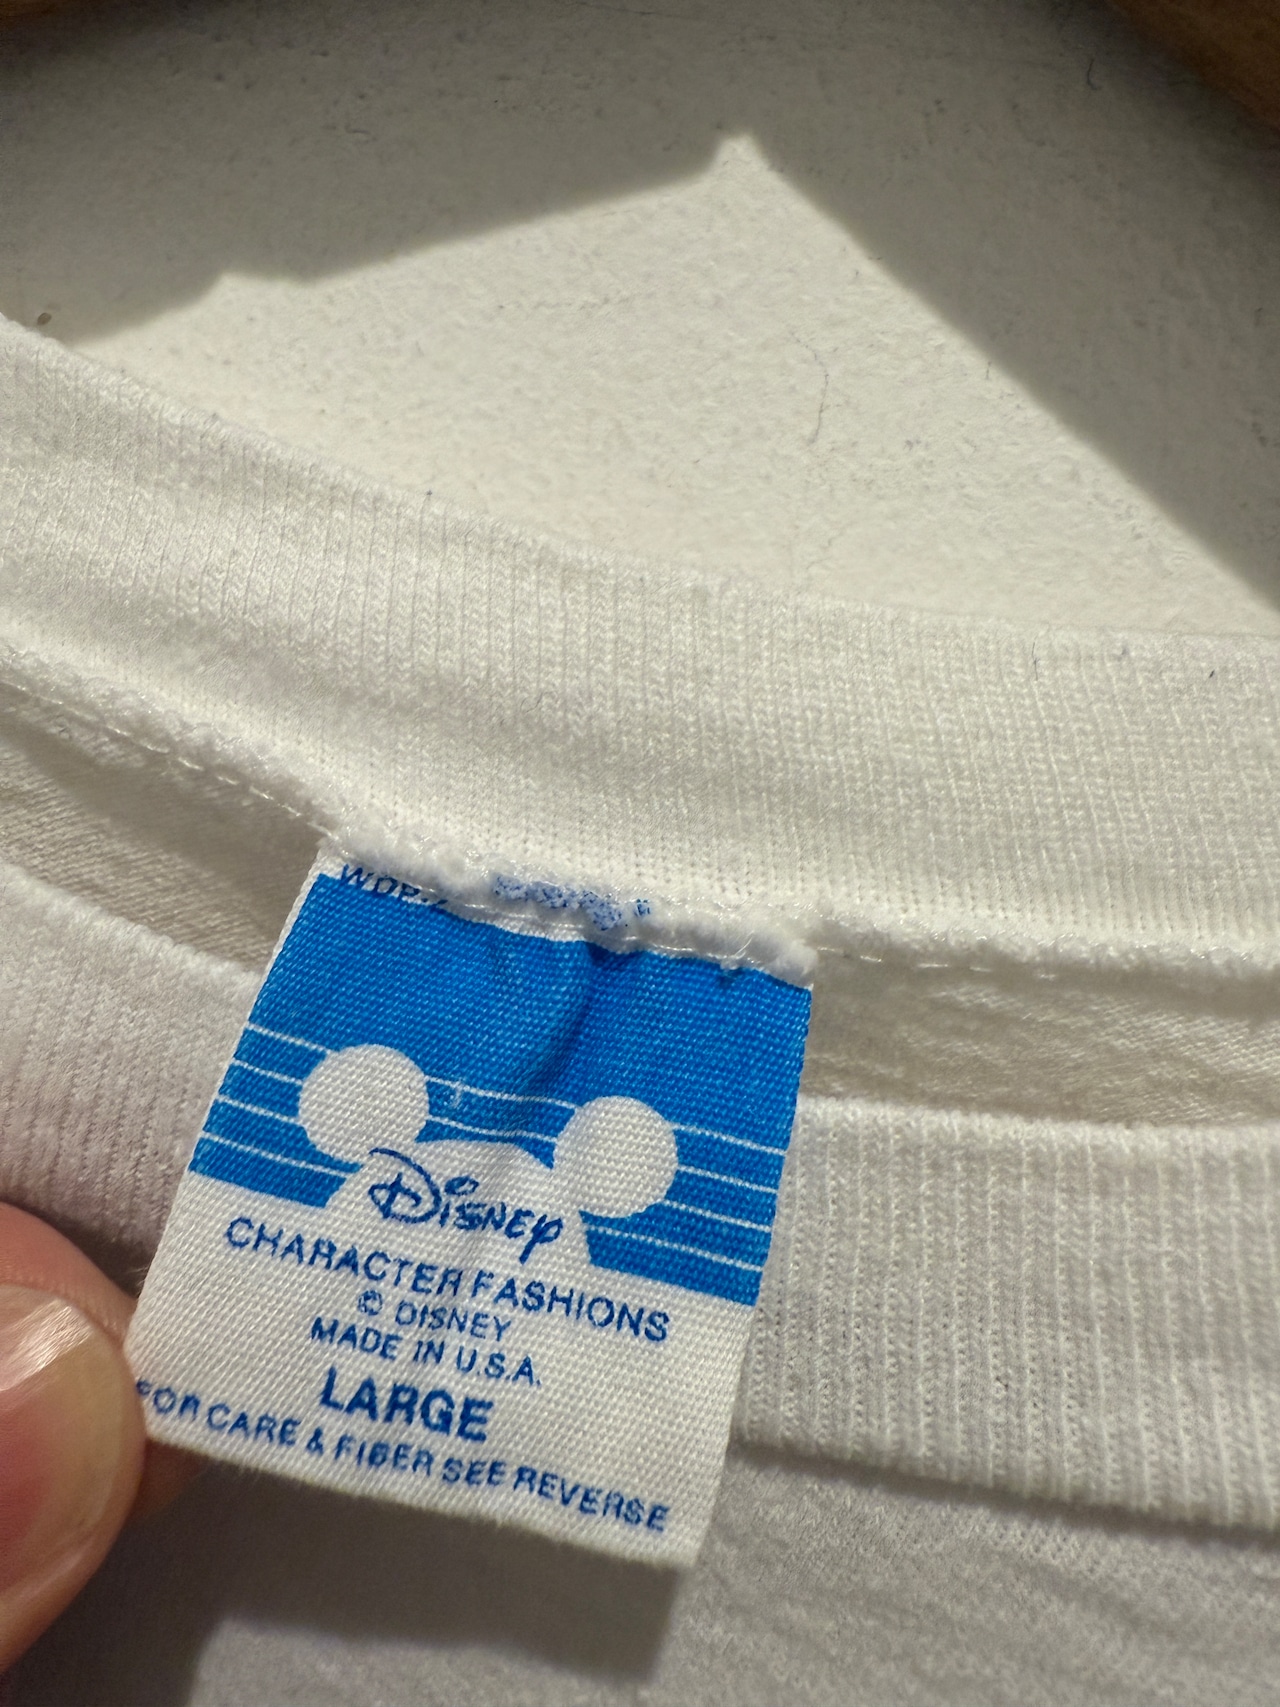 Disney
CHARACTER FASHIONS
© DISNEY
MADE IN U.S.A.
LARGE
FOR CARE & FIBER SEE REVERSE